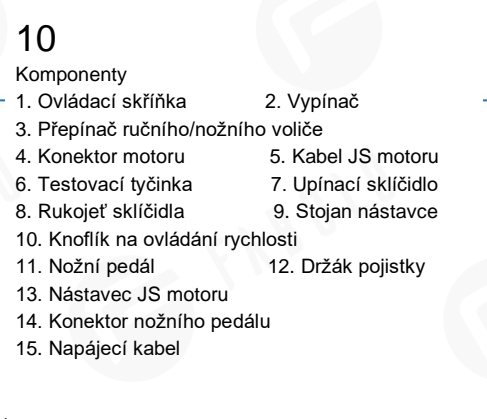 10
Komponenty
1. Ovládací skříňka 2. Vypínač
3. Přepínač ručního/nožního voliče
4. Konektor motoru 5. Kabel JS motoru
6. Testovací tyčinka 7. Upínací sklíčidlo
8. Rukojeť sklíčidla 9. Stojan nástavce
10. Knoflík na ovládání rychlosti
11. Nožní pedál 12. Držák pojistky
13. Nástavec JS motoru
14. Konektor nožního pedálu
15. Napájecí kabel